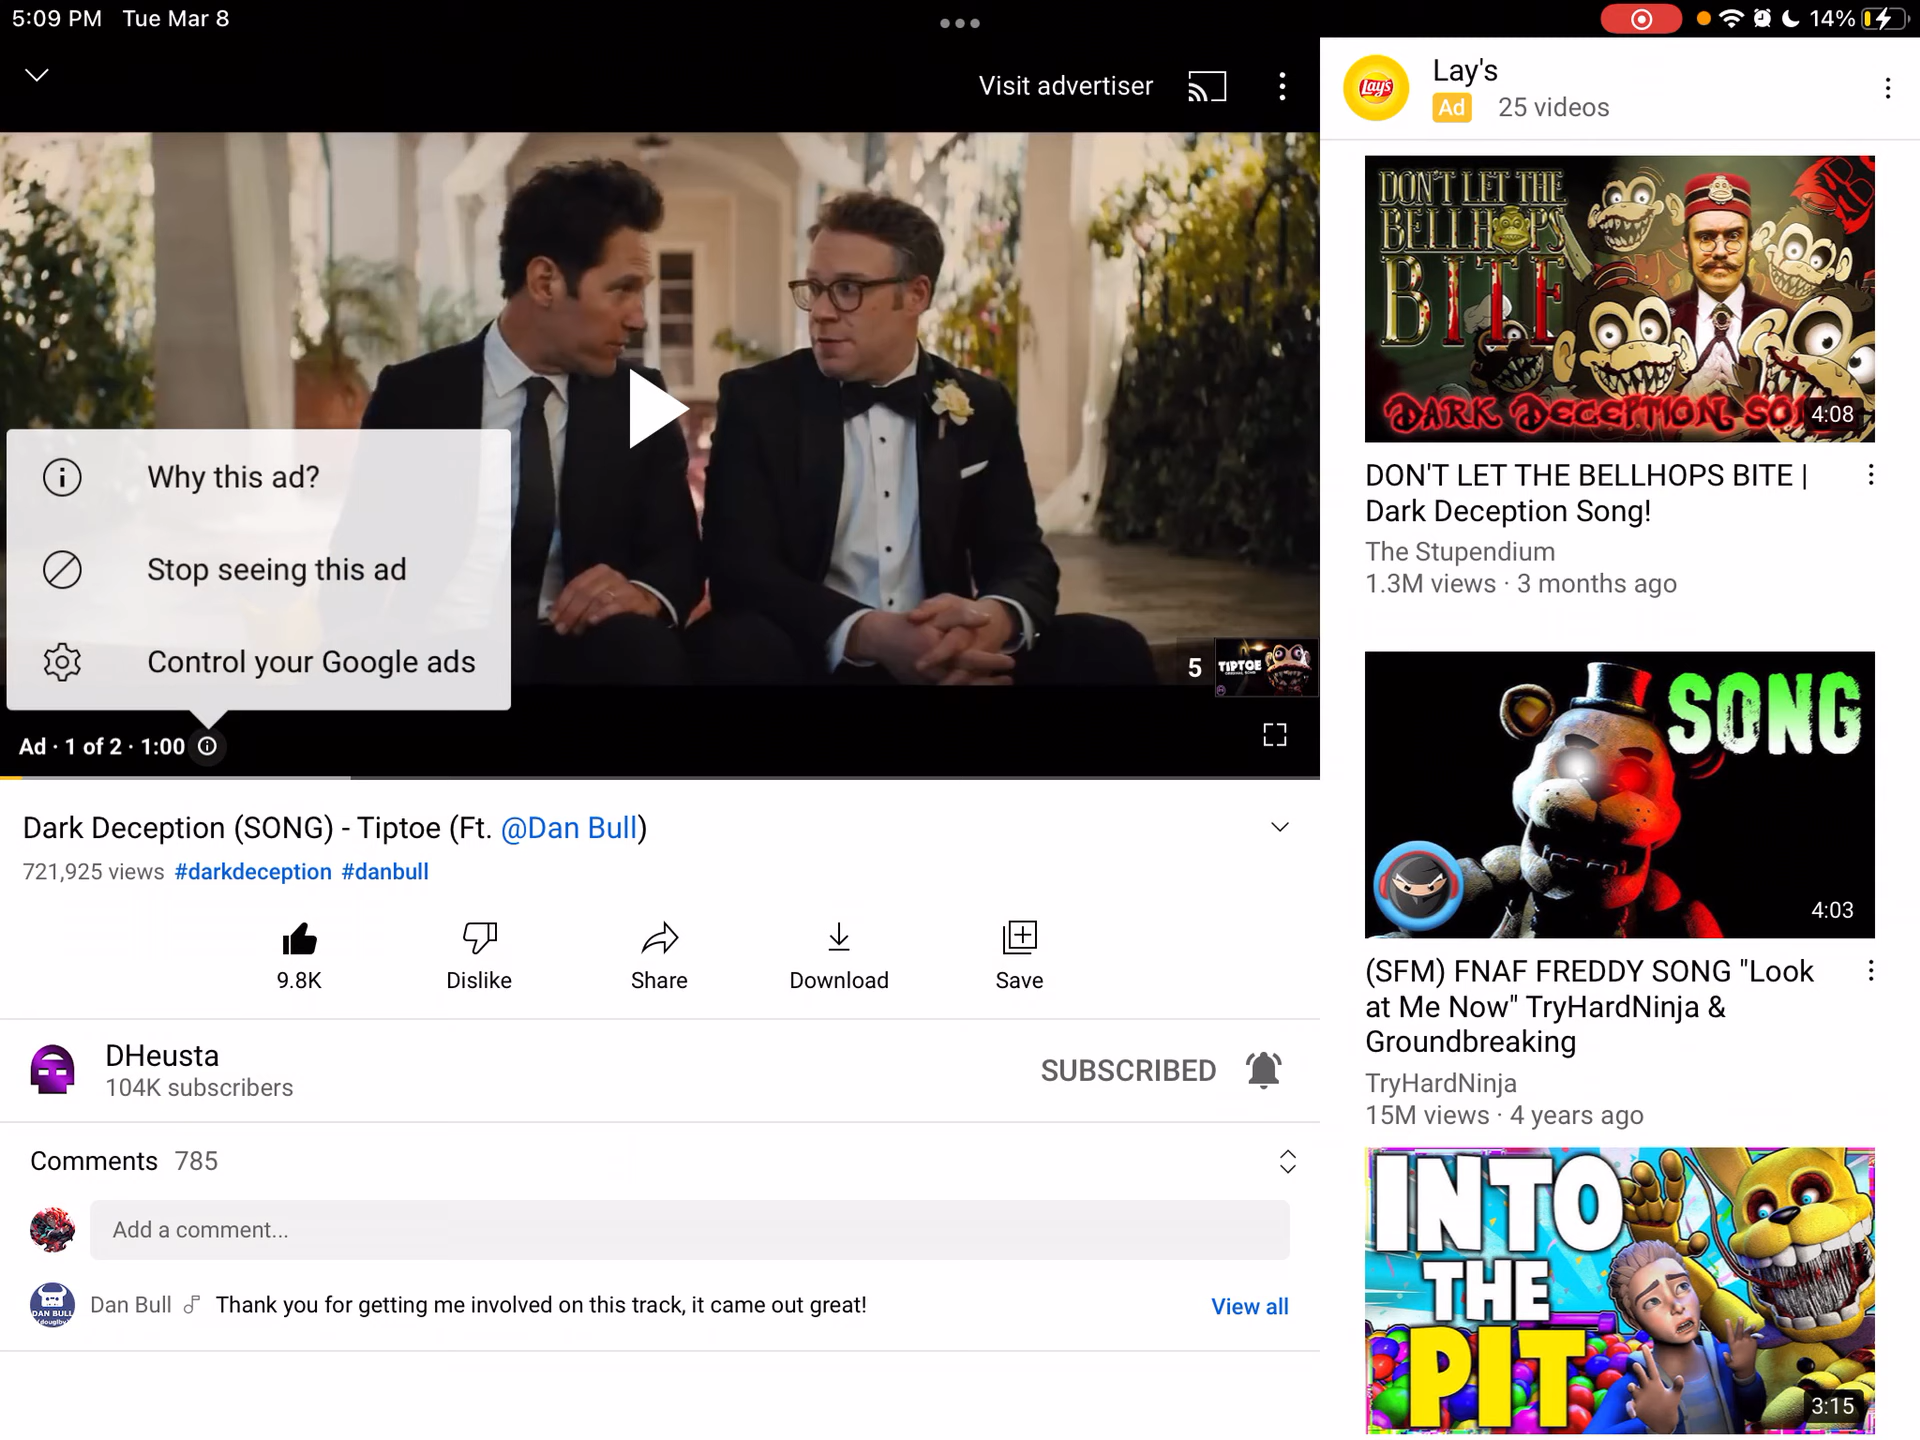 5:09 PM Tue Mar 8
14%
Visit advertiser
Why this ad?
Stop seeing this ad
Control your Google ads
5
TIPTOE
Ad · 1 of 2 · 1:00
Dark Deception (SONG) - Tiptoe (Ft. @Dan Bull)
721,925 views #darkdeception #danbull
9.8K
Dislike
Share
Download
Save
DHeusta
104K subscribers
SUBSCRIBED
Comments 785
Add a comment...
DAN BULL
Dan Bull Thank you for getting me involved on this track, it came out great!
View all
Lay's
Lay's
Ad 25 videos
DON'T LET THE
BELLHOPS
BITE
DARK DECEPTION
4:08
DON'T LET THE BELLHOPS BITE |
Dark Deception Song!
The Stupendium
1.3M views · 3 months ago
SONG
4:03
(SFM) FNAF FREDDY SONG "Look
at Me Now" TryHardNinja &
Groundbreaking
TryHardNinja
15M views · 4 years ago
INTO
THE
PIT
3:15